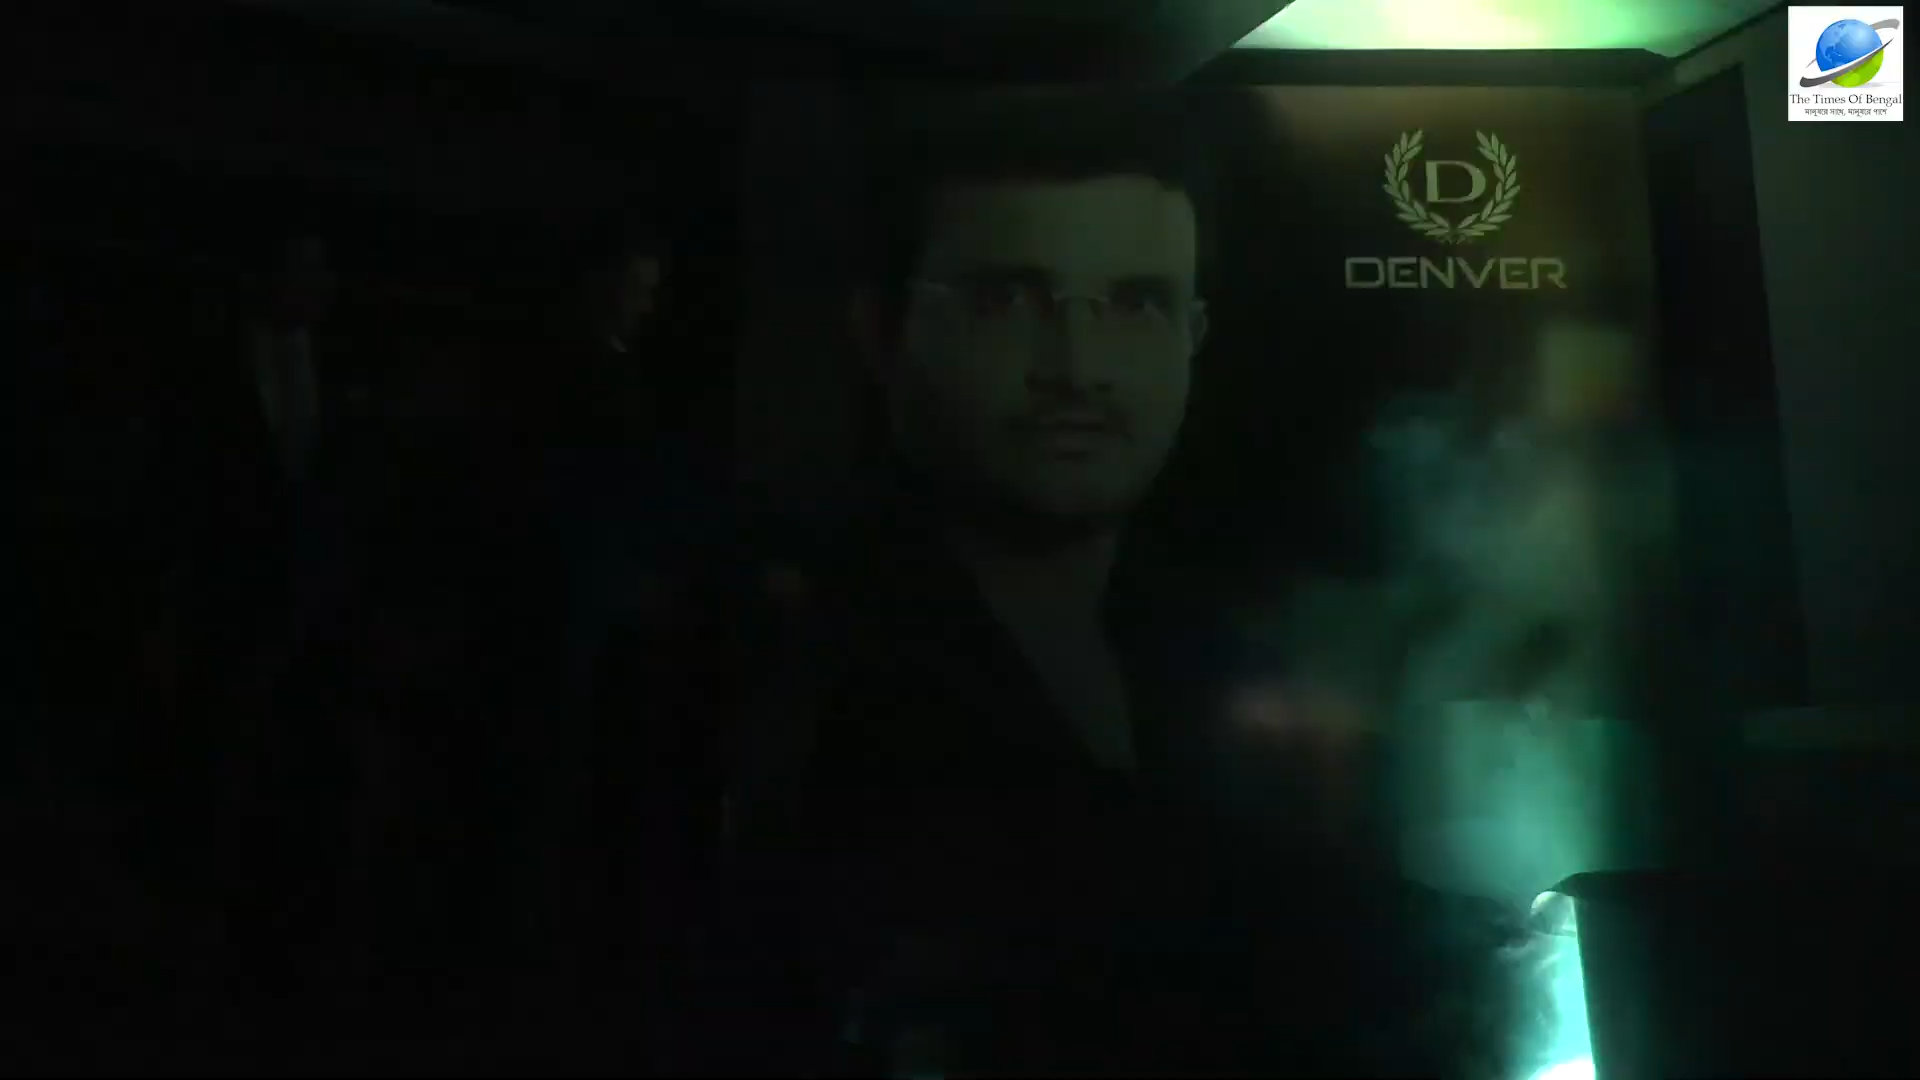 D
DENVER
The Times Of Bengal
মানুষের সাথে, মানুষের পাশে